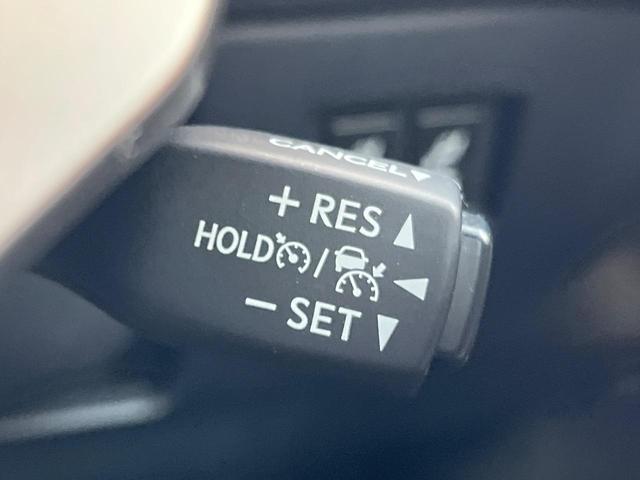 CANCEL▼
+ RES ▲
HOLD / ◀
− SET ▼